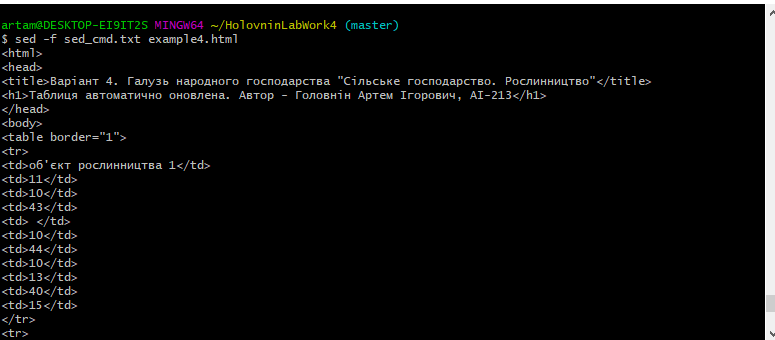 artam@DESKTOP-EI9IT2S MINGW64 ~/HolovninLabWork4 (master)
$ sed -f sed_cmd.txt example4.html
<html>
<head>
<title>Варіант 4. Галузь народного господарства "Сільське господарство. Рослинництво"</title>
<h1>Таблиця автоматично оновлена. Автор - Головнін Артем Ігорович, АІ-213</h1>
</head>
<body>
<table border="1">
<tr>
<td>об'єкт рослинництва 1</td>
<td>11</td>
<td>10</td>
<td>43</td>
<td> </td>
<td>10</td>
<td>44</td>
<td>10</td>
<td>13</td>
<td>40</td>
<td>15</td>
</tr>
<tr>